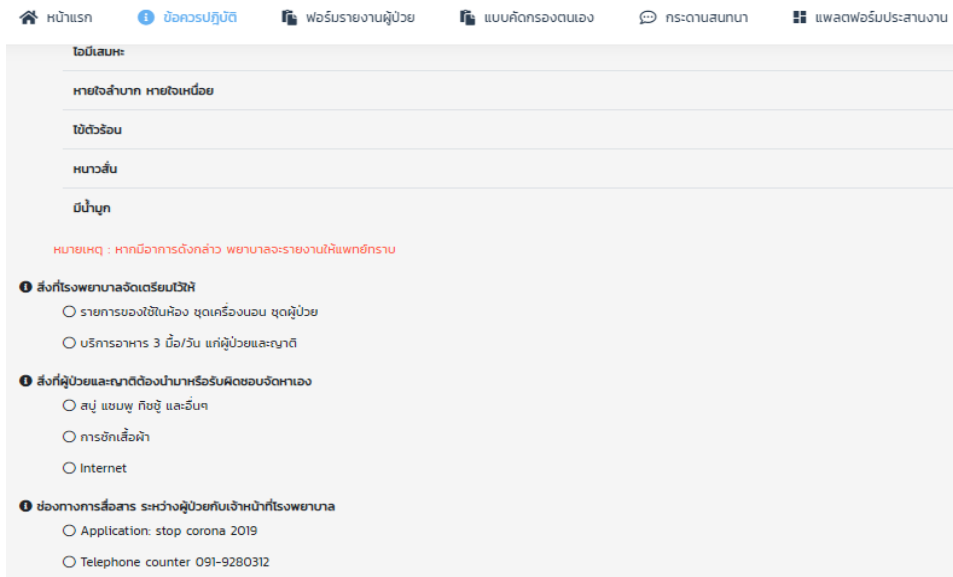 หน้าแรก ข้อควรปฏิบัติ ฟอร์มรายงานผู้ป่วย แบบคัดกรองตนเอง กระดานสนทนา แพลตฟอร์มประสานงาน
ไอมีเสมหะ
หายใจลำบาก หายใจเหนื่อย
ไข้ตัวร้อน
หนาวสั่น
มีน้ำมูก
หมายเหตุ : หากมีอาการดังกล่าว พยาบาลจะรายงานให้แพทย์ทราบ
สิ่งที่โรงพยาบาลจัดเตรียมไว้ให้
รายการของใช้ในห้อง ชุดเครื่องนอน ชุดผู้ป่วย
บริการอาหาร 3 มื้อ/วัน แก่ผู้ป่วยและญาติ
สิ่งที่ผู้ป่วยและญาติต้องนำมาหรือรับผิดชอบจัดหาเอง
สบู่ แชมพู ทิชชู้ และอื่นๆ
การซักเสื้อผ้า
Internet
ช่องทางการสื่อสาร ระหว่างผู้ป่วยกับเจ้าหน้าที่โรงพยาบาล
Application: stop corona 2019
Telephone counter 091-9280312